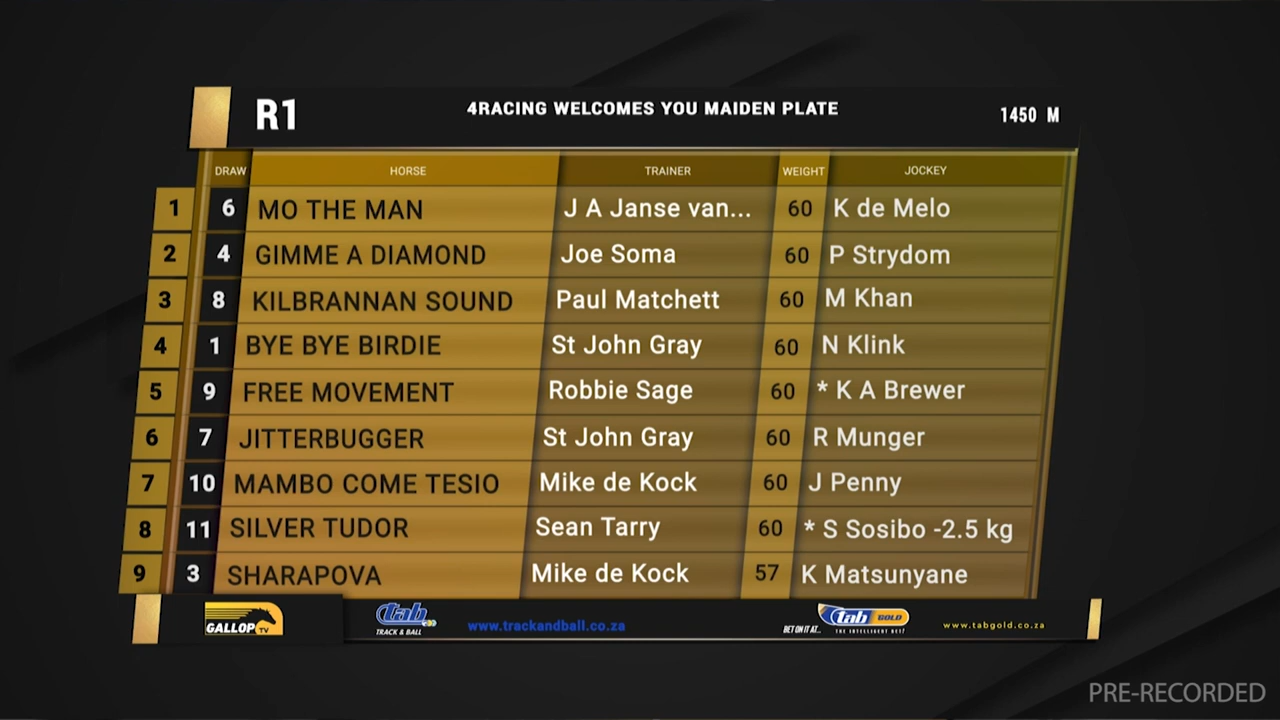 R1 4RACING WELCOMES YOU MAIDEN PLATE 1450 M
DRAW HORSE TRAINER WEIGHT JOCKEY
1 6 MO THE MAN J A Janse van... 60 K de Melo
2 4 GIMME A DIAMOND Joe Soma 60 P Strydom
3 8 KILBRANNAN SOUND Paul Matchett 60 M Khan
4 1 BYE BYE BIRDIE St John Gray 60 N Klink
5 9 FREE MOVEMENT Robbie Sage 60 * K A Brewer
6 7 JITTERBUGGER St John Gray 60 R Munger
7 10 MAMBO COME TESIO Mike de Kock 60 J Penny
8 11 SILVER TUDOR Sean Tarry 60 * S Sosibo -2.5 kg
9 3 SHARAPOVA Mike de Kock 57 K Matsunyane
GALLOP TV tab TRACK & BALL www.trackandball.co.za BET ON IT AT... tab GOLD THE INTELLIGENT BET! www.tabgold.co.za
PRE-RECORDED